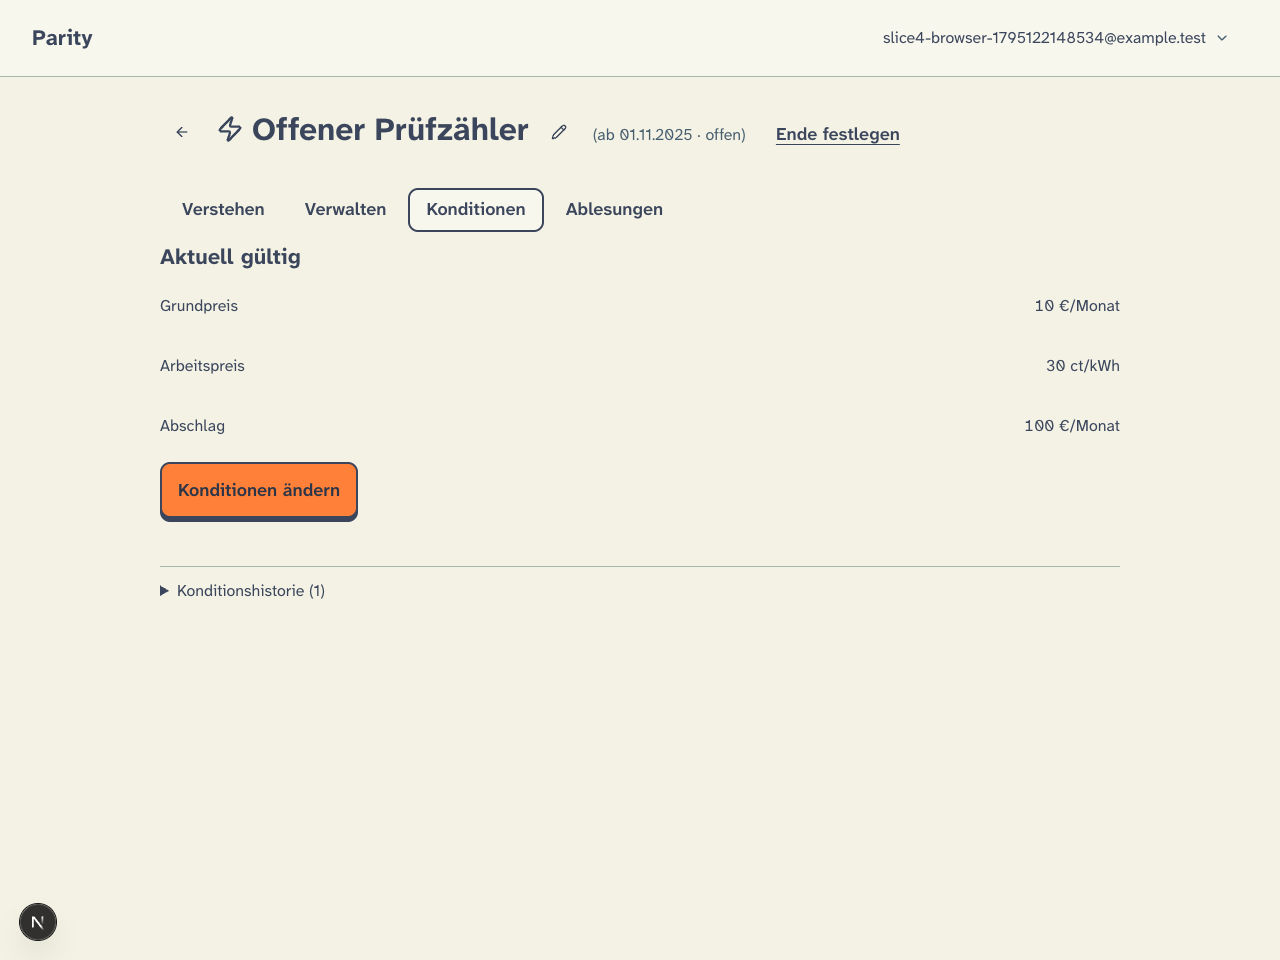 Parity
slice4-browser-1795122148534@example.test
Offener Prüfzähler
(ab 01.11.2025 · offen)
Ende festlegen
Verstehen
Verwalten
Konditionen
Ablesungen
Aktuell gültig
Grundpreis
10 €/Monat
Arbeitspreis
30 ct/kWh
Abschlag
100 €/Monat
Konditionen ändern
Konditionshistorie (1)
N